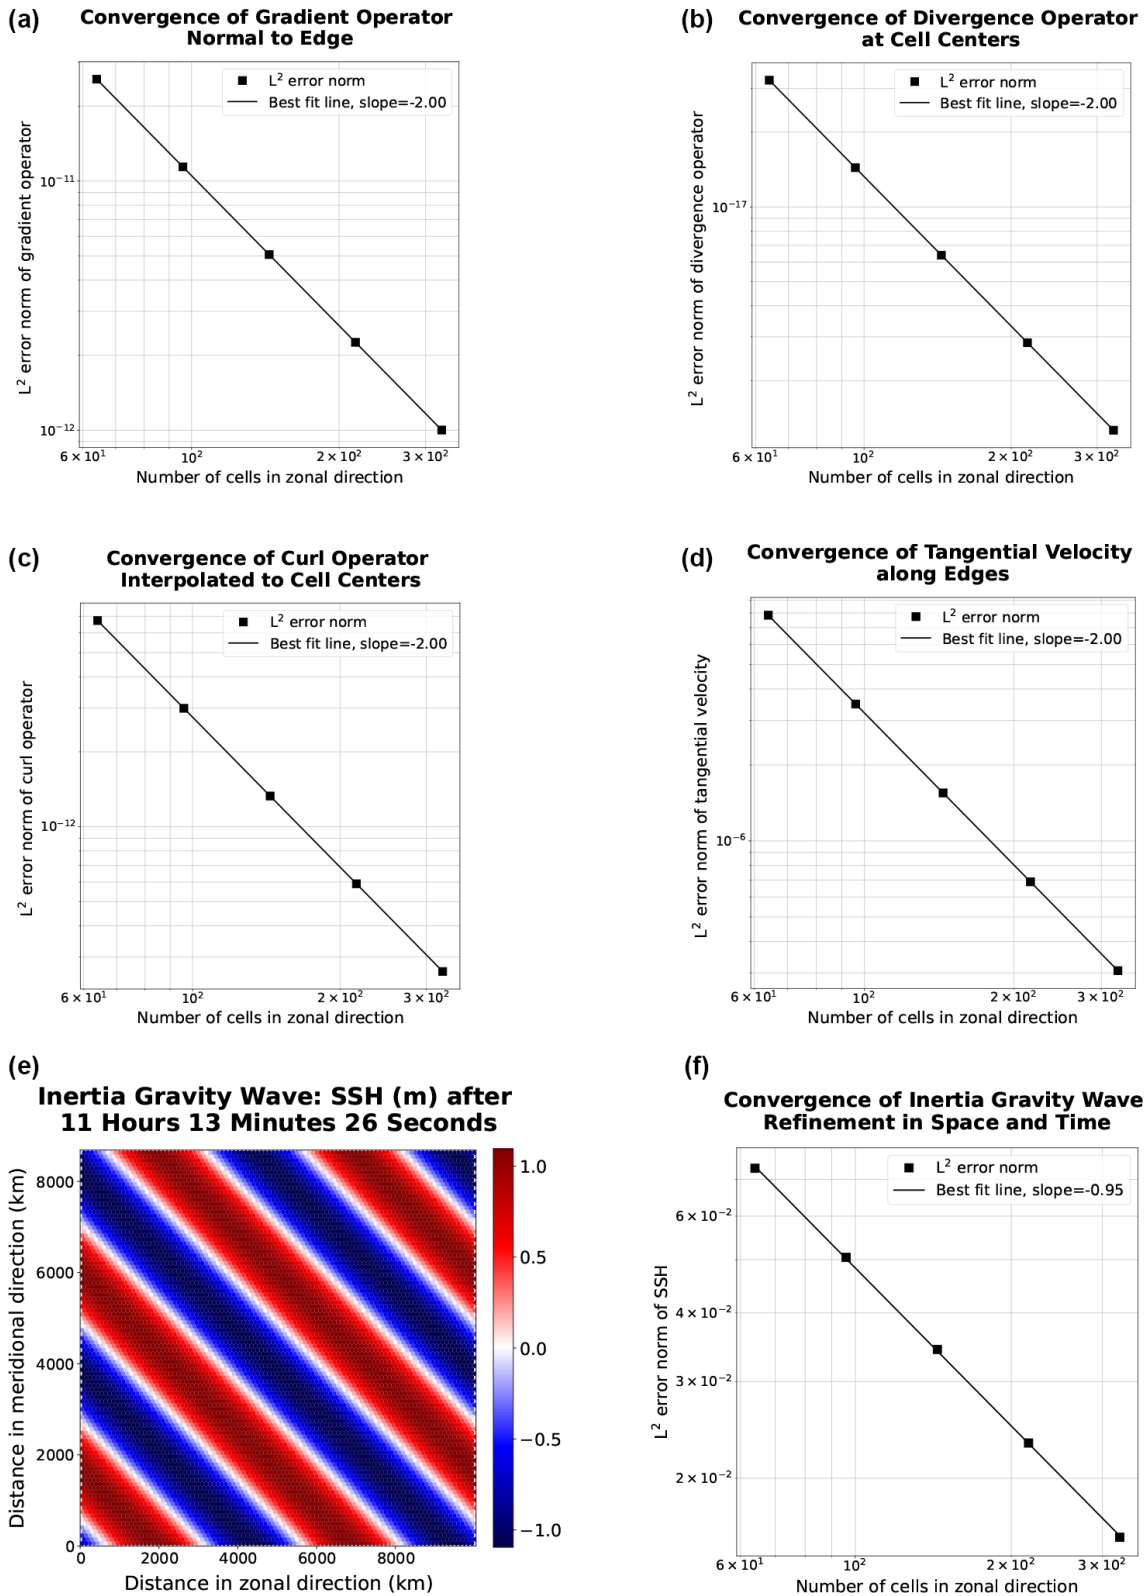 (a)
Convergence of Gradient Operator
Normal to Edge
L² error norm
Best fit line, slope=-2.00
L² error norm of gradient operator
10⁻¹¹
10⁻¹²
6 × 10¹
10²
2 × 10²
3 × 10²
Number of cells in zonal direction
(b)
Convergence of Divergence Operator
at Cell Centers
L² error norm
Best fit line, slope=-2.00
L² error norm of divergence operator
10⁻¹⁷
6 × 10¹
10²
2 × 10²
3 × 10²
Number of cells in zonal direction
(c)
Convergence of Curl Operator
Interpolated to Cell Centers
L² error norm
Best fit line, slope=-2.00
L² error norm of curl operator
10⁻¹²
6 × 10¹
10²
2 × 10²
3 × 10²
Number of cells in zonal direction
(d)
Convergence of Tangential Velocity
along Edges
L² error norm
Best fit line, slope=-2.00
L² error norm of tangential velocity
10⁻⁶
6 × 10¹
10²
2 × 10²
3 × 10²
Number of cells in zonal direction
(e)
Inertia Gravity Wave: SSH (m) after
11 Hours 13 Minutes 26 Seconds
Distance in meridional direction (km)
8000
6000
4000
2000
0
0
2000
4000
6000
8000
Distance in zonal direction (km)
1.0
0.5
0.0
−0.5
−1.0
(f)
Convergence of Inertia Gravity Wave
Refinement in Space and Time
L² error norm
Best fit line, slope=-0.95
L² error norm of SSH
6 × 10⁻²
4 × 10⁻²
3 × 10⁻²
2 × 10⁻²
6 × 10¹
10²
2 × 10²
3 × 10²
Number of cells in zonal direction